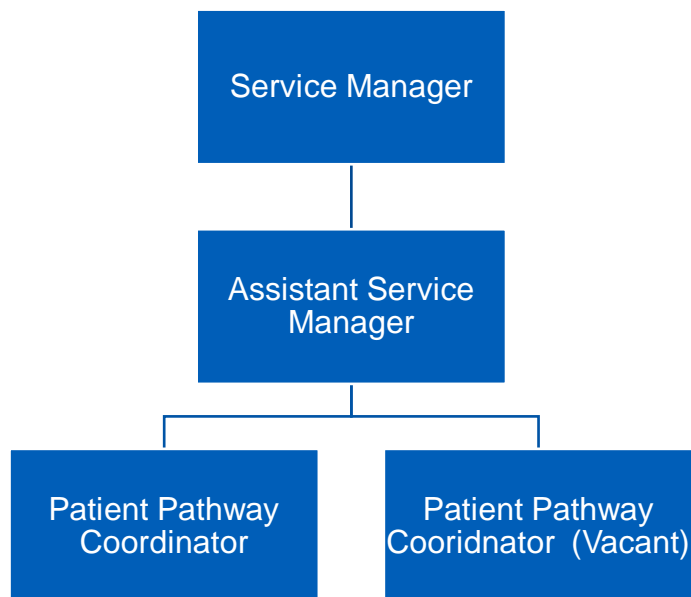 Service Manager
Assistant Service
Manager
Patient Pathway
Coordinator
Patient Pathway
Cooridnator (Vacant)